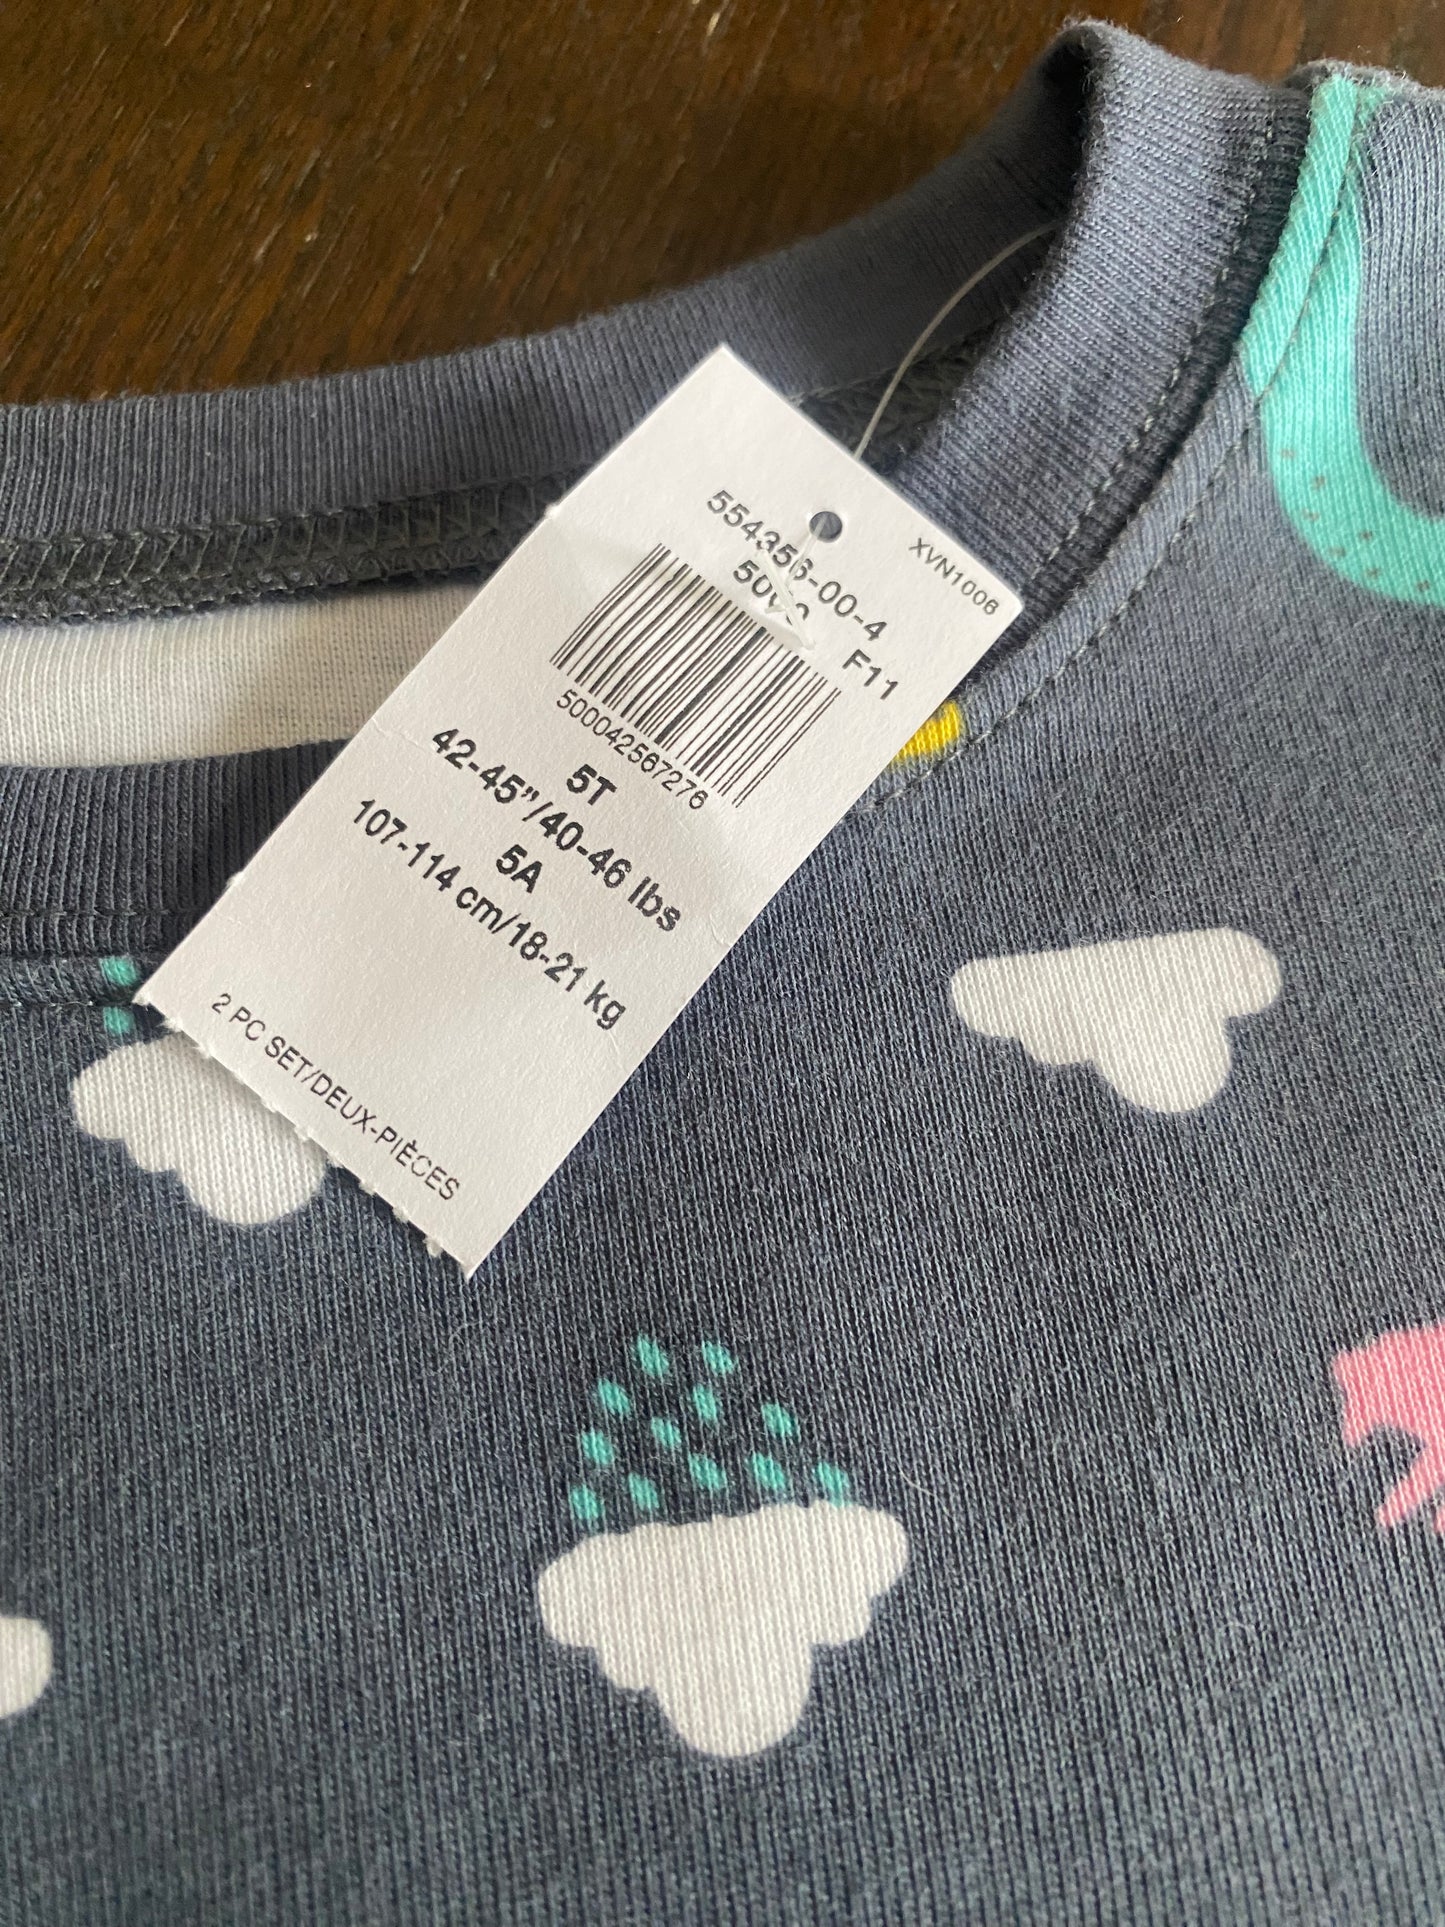 XVN1006
554356-00-4
F11
500042567276
5T
42-45"/40-46 lbs
5A
107-114 cm/18-21 kg
2 PC SET/DEUX-PIÈCES